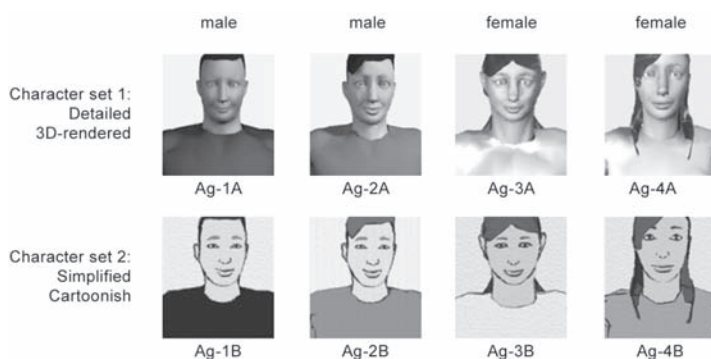 male male female female
Character set 1:
Detailed
3D-rendered
Ag-1A Ag-2A Ag-3A Ag-4A
Character set 2:
Simplified
Cartoonish
Ag-1B Ag-2B Ag-3B Ag-4B